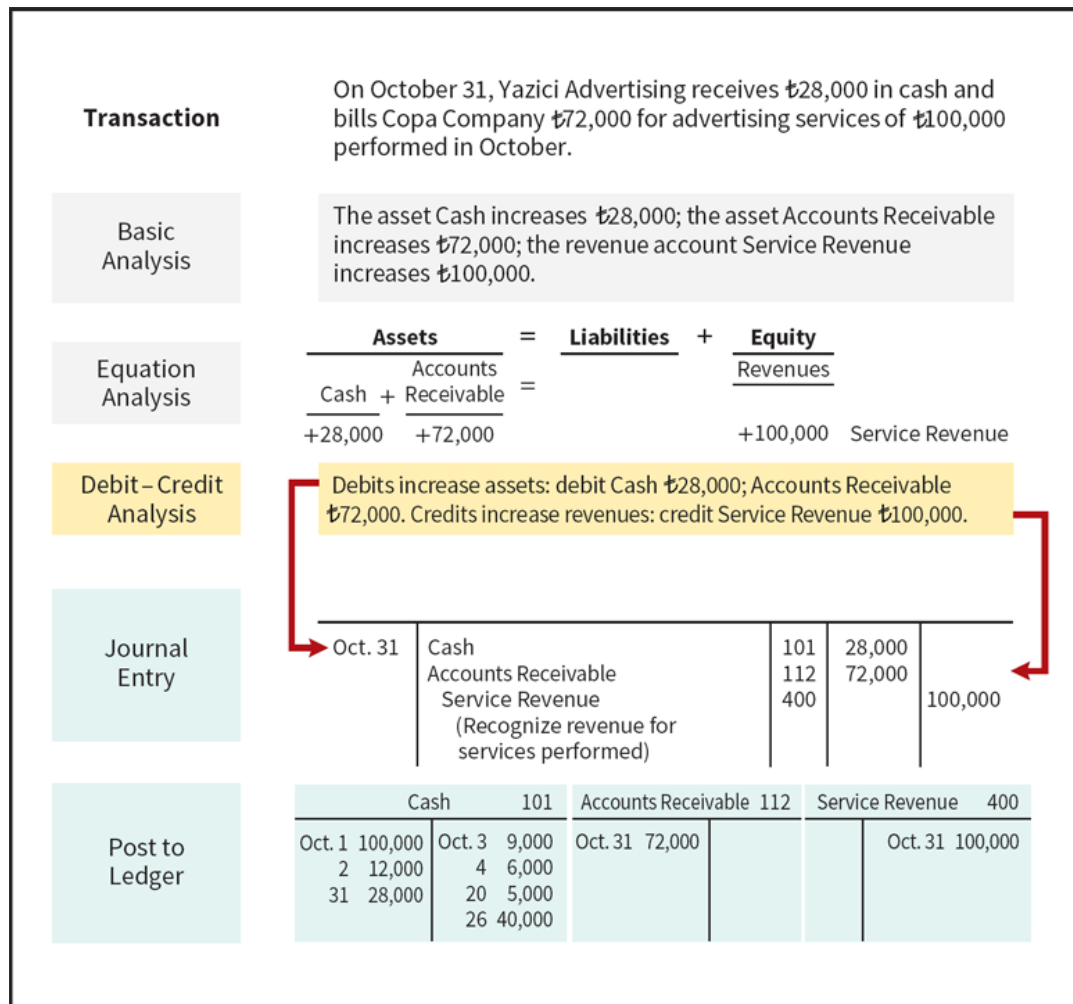 Transaction
On October 31, Yazici Advertising receives ₺28,000 in cash and
bills Copa Company ₺72,000 for advertising services of ₺100,000
performed in October.
Basic
Analysis
The asset Cash increases ₺28,000; the asset Accounts Receivable
increases ₺72,000; the revenue account Service Revenue
increases ₺100,000.
Equation
Analysis
Assets = Liabilities + Equity
Revenues
Accounts
Cash + Receivable =
+28,000 +72,000 +100,000 Service Revenue
Debit – Credit
Analysis
Debits increase assets: debit Cash ₺28,000; Accounts Receivable
₺72,000. Credits increase revenues: credit Service Revenue ₺100,000.
Journal
Entry
Oct. 31 Cash 101 28,000
Accounts Receivable 112 72,000
Service Revenue 400 100,000
(Recognize revenue for
services performed)
Post to
Ledger
Cash 101 Accounts Receivable 112 Service Revenue 400
Oct. 1 100,000 Oct. 3 9,000 Oct. 31 72,000 Oct. 31 100,000
2 12,000 4 6,000
31 28,000 20 5,000
26 40,000